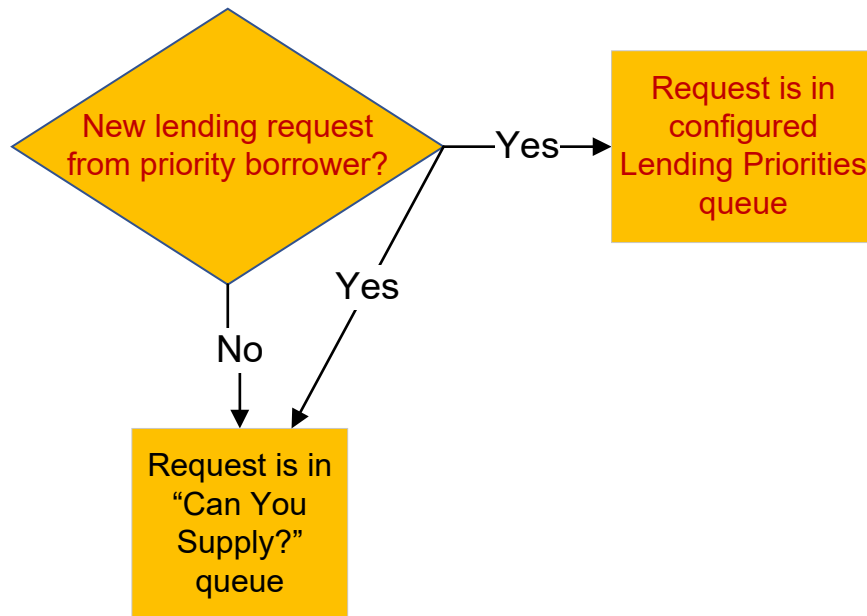 New lending request
from priority borrower?
Yes
Request is in
configured
Lending Priorities
queue
Yes
No
Request is in
“Can You
Supply?”
queue